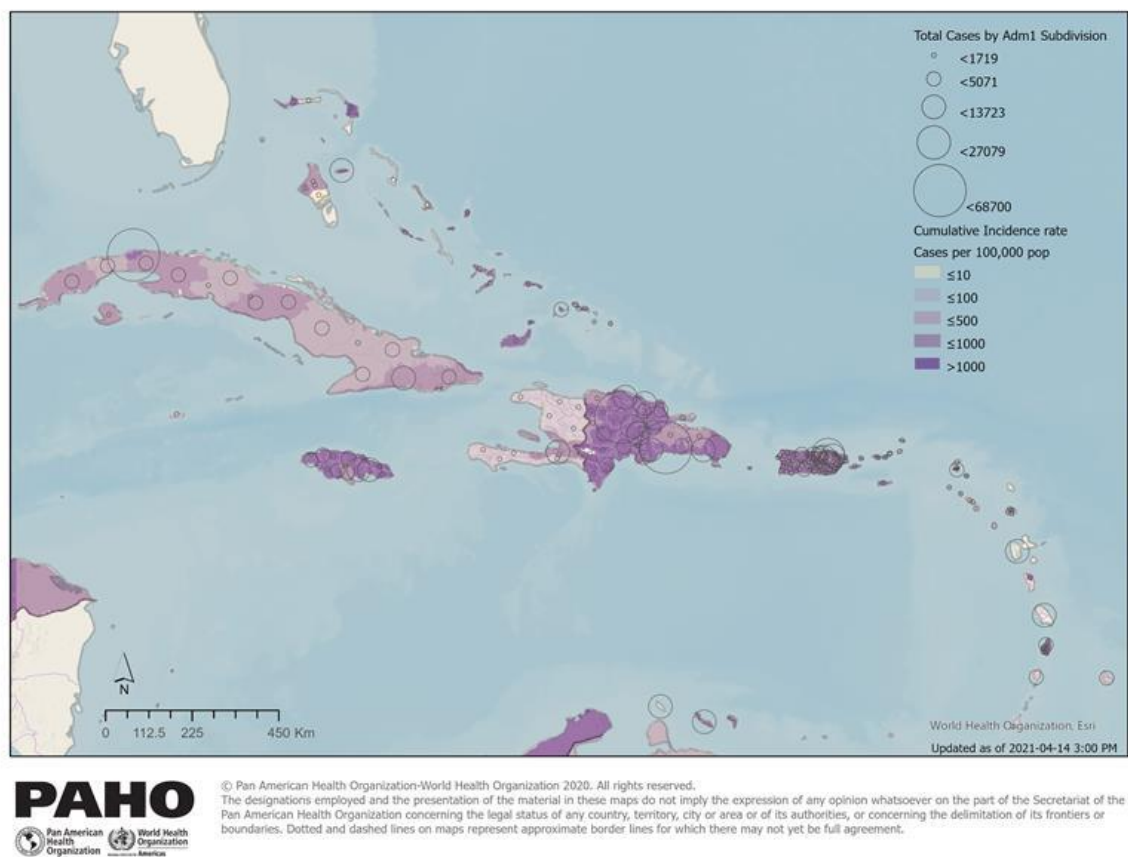 Total Cases by Adm1 Subdivision
<1719
<5071
<13723
<27079
<68700
Cumulative Incidence rate
Cases per 100,000 pop
≤10
≤100
≤500
≤1000
>1000
N
0 112.5 225 450 Km
World Health Organization, Esri
Updated as of 2021-04-14 3:00 PM
PAHO
Pan American
Health
Organization
World Health
Organization
Americas
© Pan American Health Organization-World Health Organization 2020. All rights reserved.
The designations employed and the presentation of the material in these maps do not imply the expression of any opinion whatsoever on the part of the Secretariat of the
Pan American Health Organization concerning the legal status of any country, territory, city or area or of its authorities, or concerning the delimitation of its frontiers or
boundaries. Dotted and dashed lines on maps represent approximate border lines for which there may not yet be full agreement.